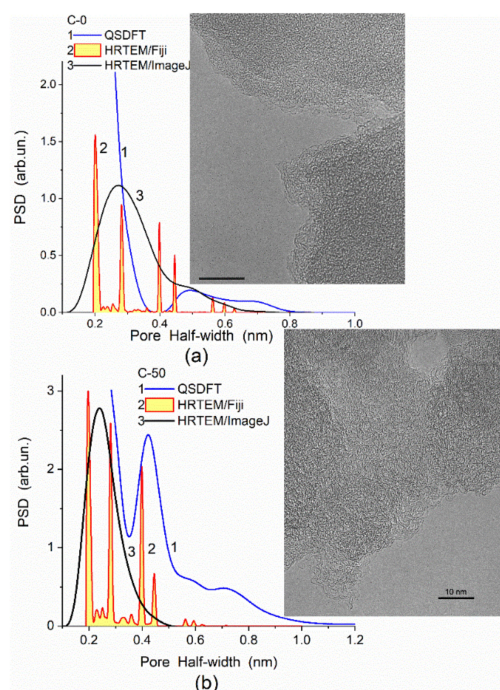 (a)
C-0
1 QSDFT
2 HRTEM/Fiji
3 HRTEM/ImageJ
PSD (arb.un.)
2.0
1.5
1.0
0.5
0.0
2
1
3
0.2 0.4 0.6 0.8 1.0
Pore Half-width (nm)
(a)
C-50
1 QSDFT
2 HRTEM/Fiji
3 HRTEM/ImageJ
PSD (arb.un.)
3
2
1
0
3 2 1
0.2 0.4 0.6 0.8 1.0 1.2
Pore Half-width (nm)
10 nm
(b)